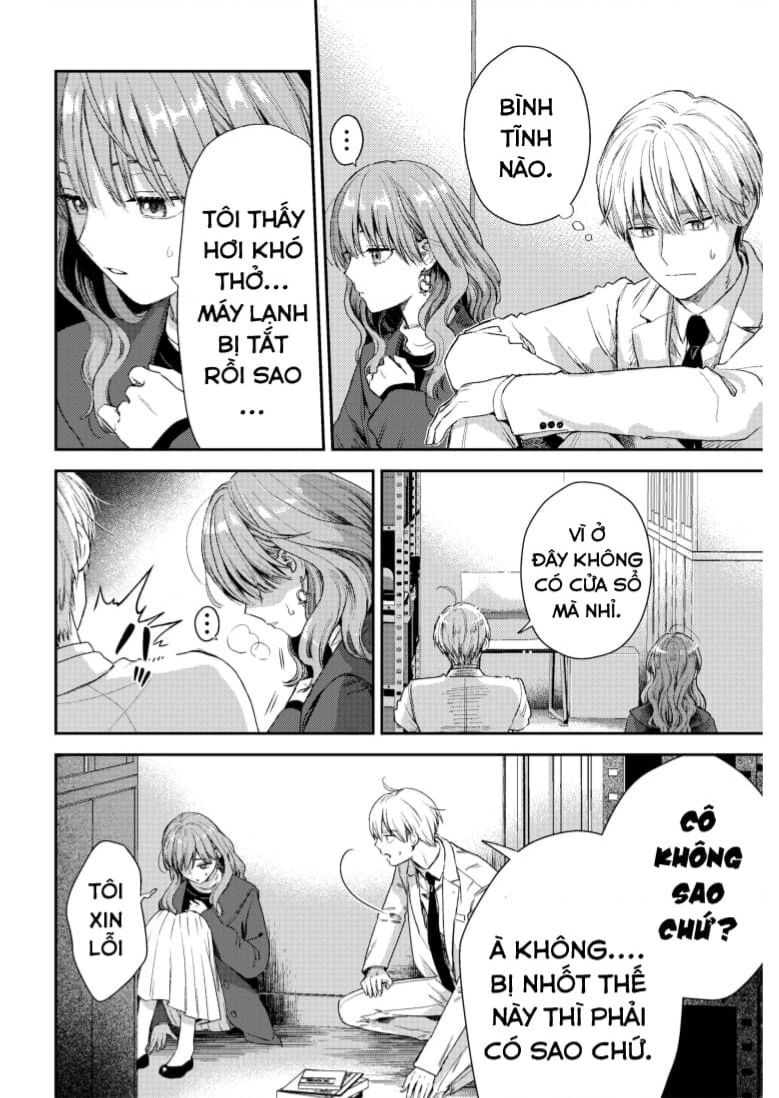 BÌNH
TĨNH
NÀO.
...
TÔI THẤY
HƠI KHÓ
THỞ...
MÁY LẠNH
BỊ TẮT
RỒI SAO
...
VÌ Ở
ĐÂY KHÔNG
CÓ CỬA SỔ
MÀ NHỈ.
...
!!
CÔ
KHÔNG
SAO
CHỨ?
À KHÔNG....
BỊ NHỐT THẾ
NÀY THÌ PHẢI
CÓ SAO CHỨ.
TÔI
XIN
LỖI